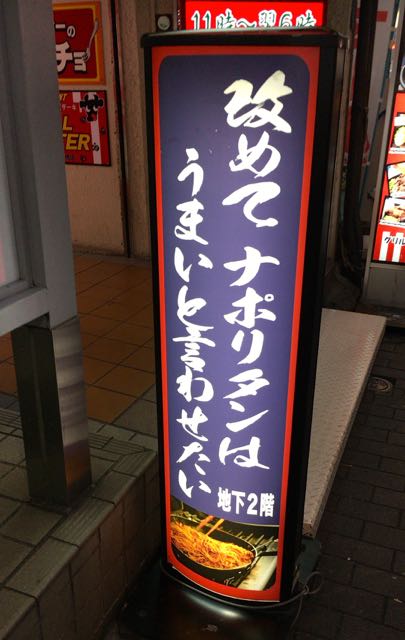 11時〜翌6時
改めてナポリタンは
うまいと言わせたい
地下2階